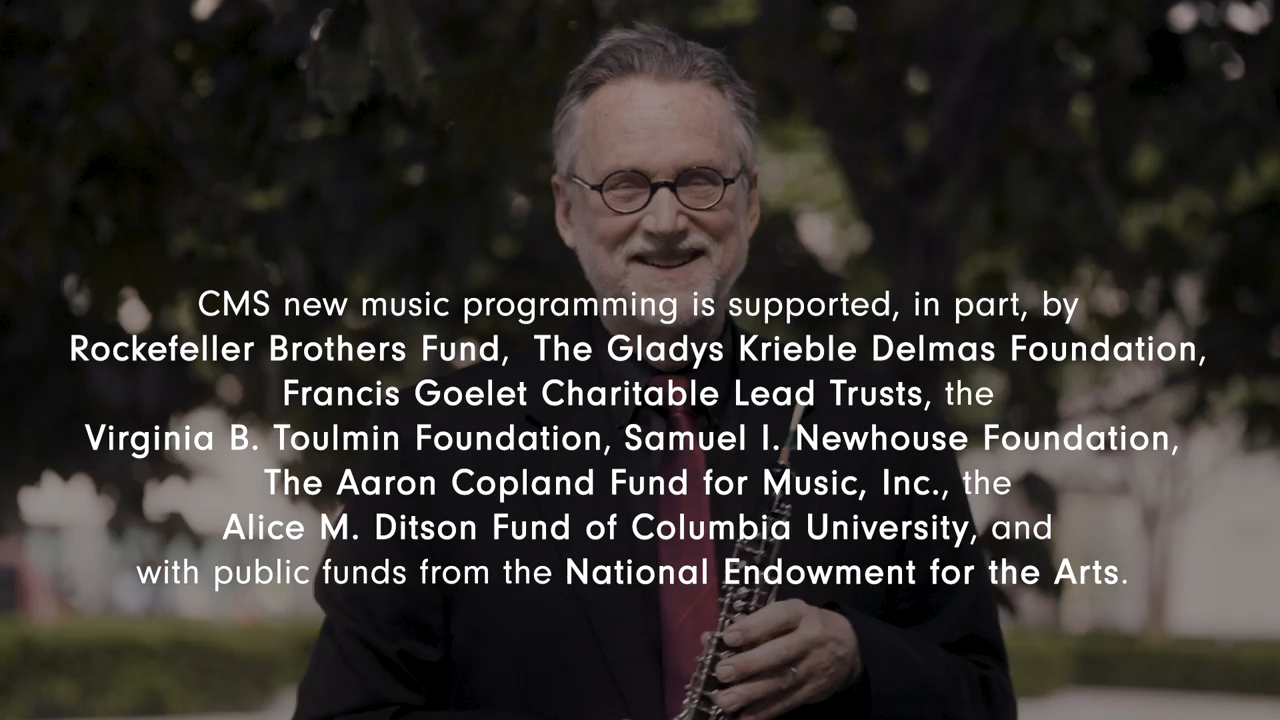 CMS new music programming is supported, in part, by
Rockefeller Brothers Fund, The Gladys Krieble Delmas Foundation,
Francis Goelet Charitable Lead Trusts, the
Virginia B. Toulmin Foundation, Samuel I. Newhouse Foundation,
The Aaron Copland Fund for Music, Inc., the
Alice M. Ditson Fund of Columbia University, and
with public funds from the National Endowment for the Arts.